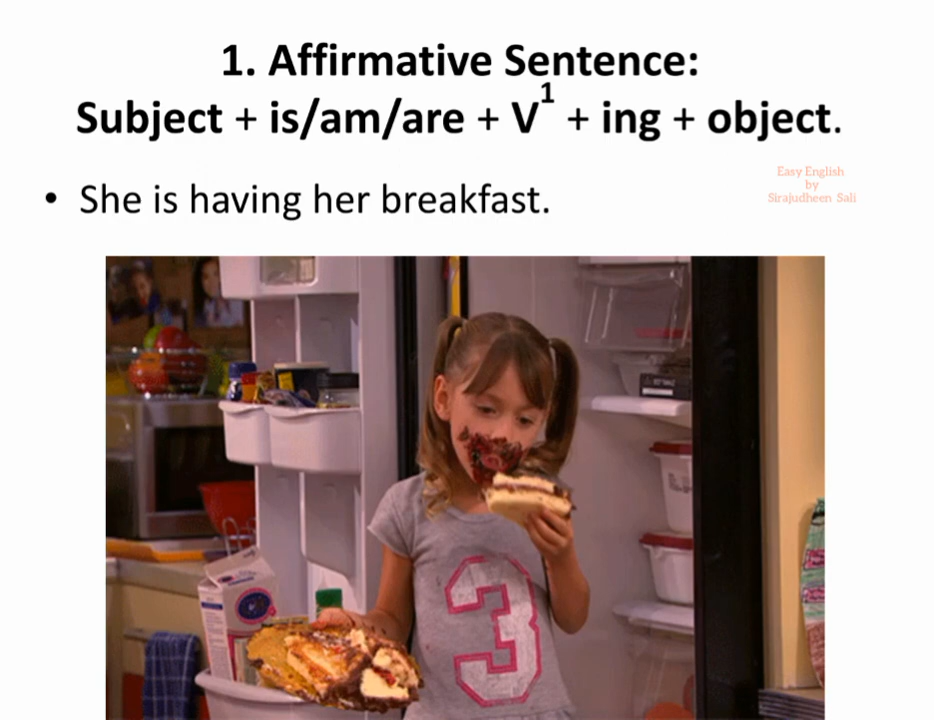 1. Affirmative Sentence:
Subject + is/am/are + V¹ + ing + object.
• She is having her breakfast.
Easy English
by
Sirajudheen Sali
3